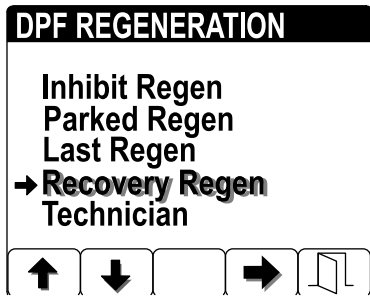 DPF REGENERATION
Inhibit Regen
Parked Regen
Last Regen
Recovery Regen
Technician